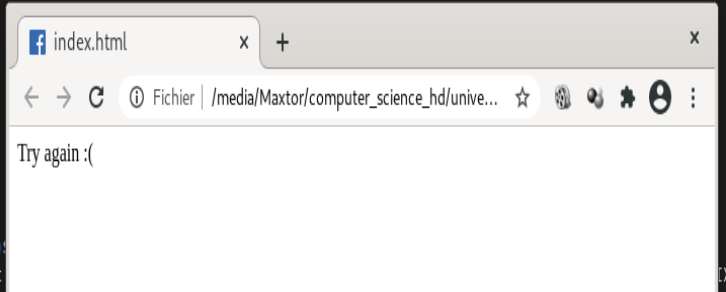 index.html
Fichier /media/Maxtor/computer_science_hd/unive...
Try again :(